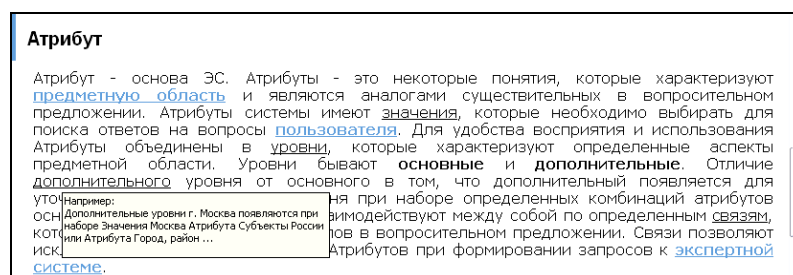 Атрибут
Атрибут - основа ЭС. Атрибуты - это некоторые понятия, которые характеризуют
предметную область и являются аналогами существительных в вопросительном
предложении. Атрибуты системы имеют значения, которые необходимо выбирать для
поиска ответов на вопросы пользователя. Для удобства восприятия и использования
Атрибуты объединены в уровни, которые характеризуют определенные аспекты
предметной области. Уровни бывают основные и дополнительные. Отличие
дополнительного уровня от основного в том, что дополнительный появляется для
при наборе определенных комбинаций атрибутов
между собой по определенным связям,
в вопросительном предложении. Связи позволяют
Атрибутов при формировании запросов к экспертной
системе.
Например:
Дополнительные уровни г. Москва появляются при
наборе Значения Москва Атрибута Субъекты России
или Атрибута Город, район ...